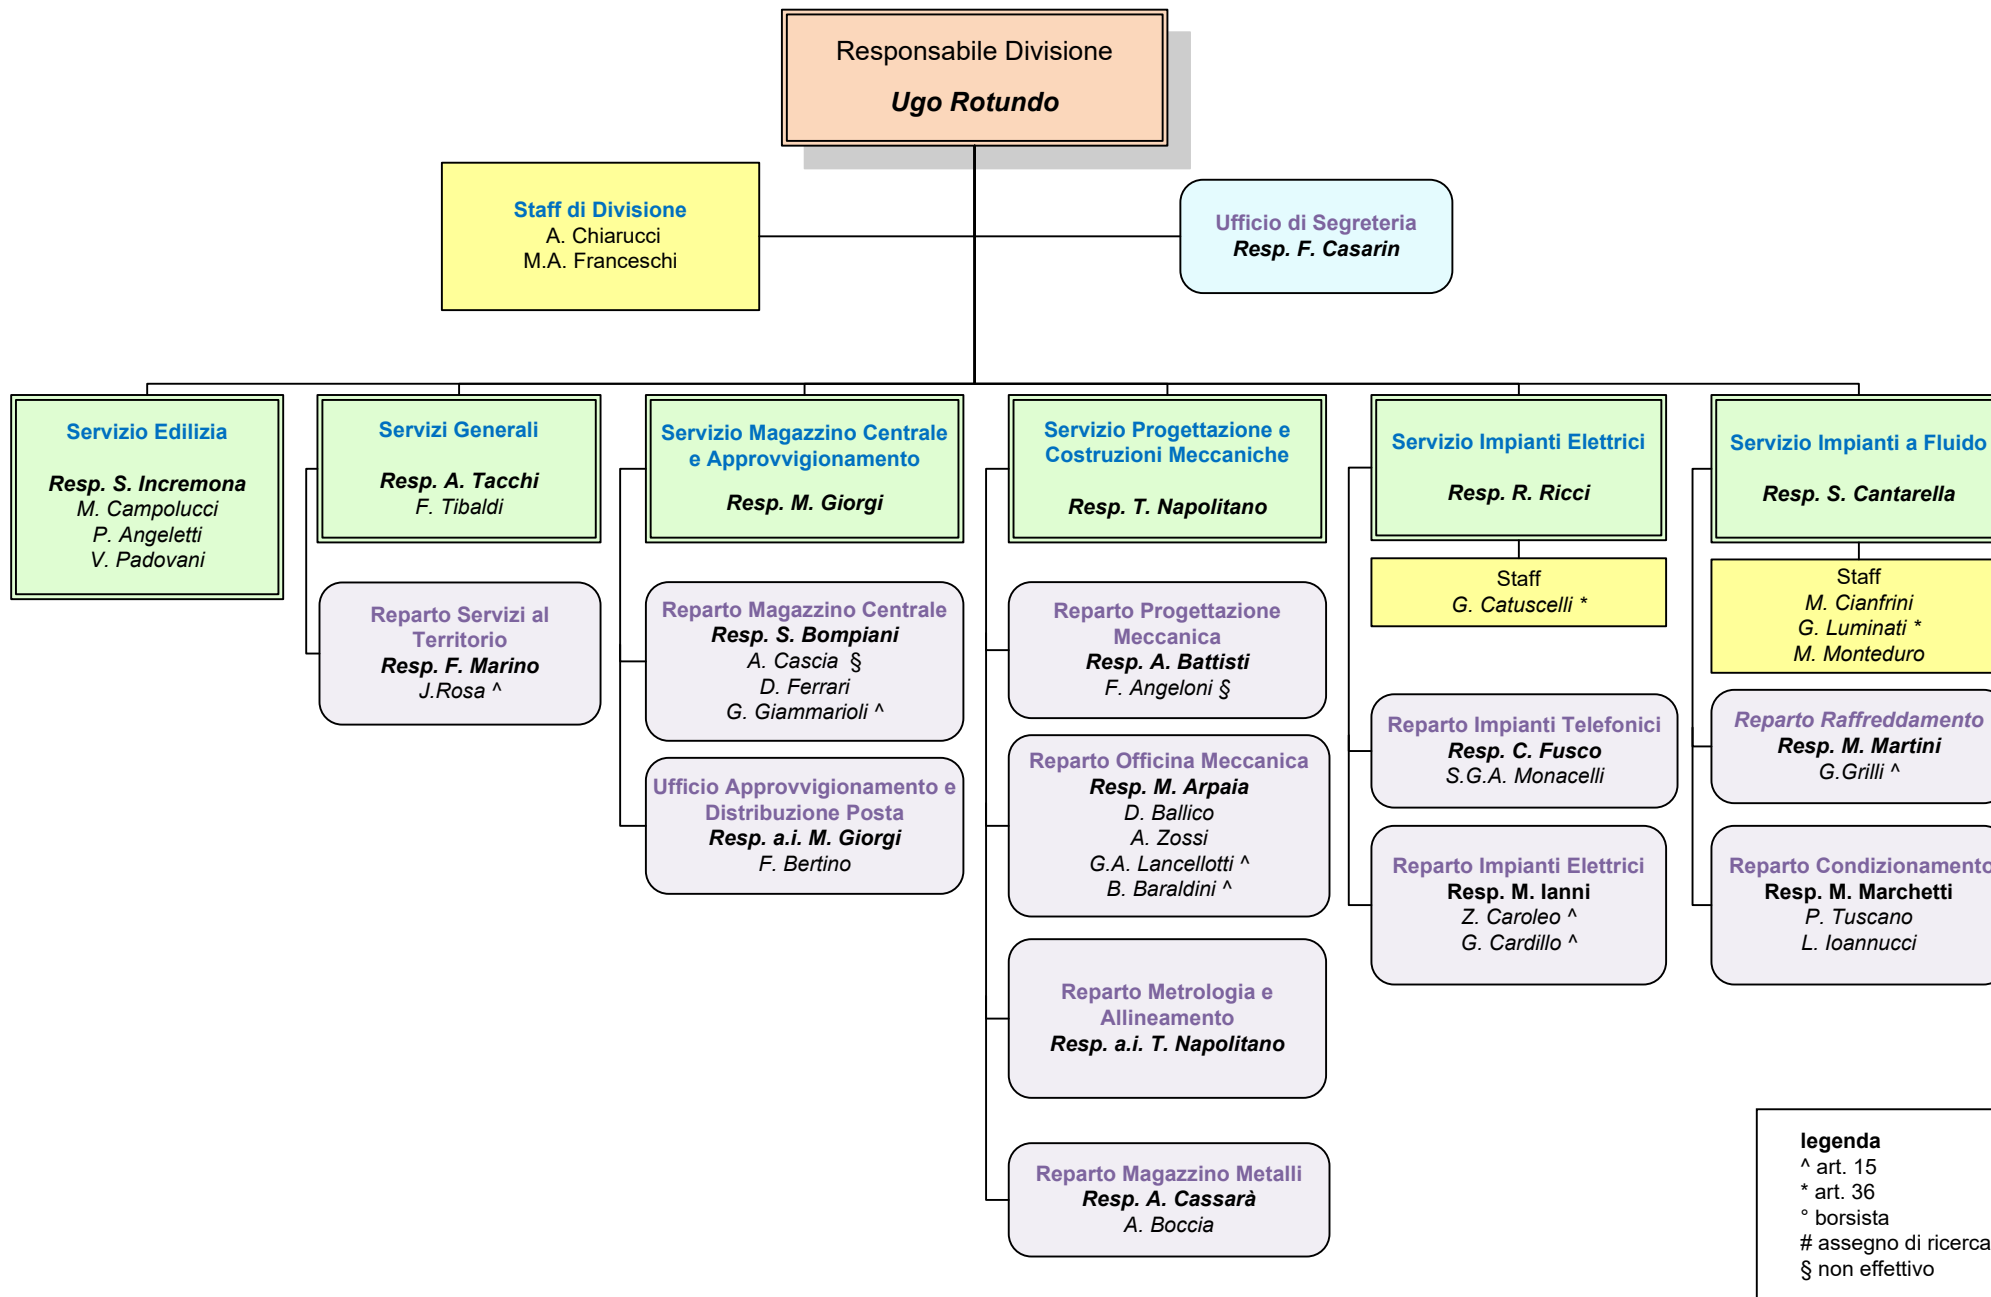 Responsabile Divisione
Ugo Rotundo
Staff di Divisione
A. Chiarucci
M.A. Franceschi
Ufficio di Segreteria
Resp. F. Casarin
Servizio Edilizia
Resp. S. Incremona
M. Campolucci
P. Angeletti
V. Padovani
Servizi Generali
Resp. A. Tacchi
F. Tibaldi
Reparto Servizi al
Territorio
Resp. F. Marino
J.Rosa ^
Servizio Magazzino Centrale
e Approvvigionamento
Resp. M. Giorgi
Reparto Magazzino Centrale
Resp. S. Bompiani
A. Cascia §
D. Ferrari
G. Giammarioli ^
Ufficio Approvvigionamento e
Distribuzione Posta
Resp. a.i. M. Giorgi
F. Bertino
Servizio Progettazione e
Costruzioni Meccaniche
Resp. T. Napolitano
Reparto Progettazione
Meccanica
Resp. A. Battisti
F. Angeloni §
Reparto Officina Meccanica
Resp. M. Arpaia
D. Ballico
A. Zossi
G.A. Lancellotti ^
B. Baraldini ^
Reparto Metrologia e
Allineamento
Resp. a.i. T. Napolitano
Reparto Magazzino Metalli
Resp. A. Cassarà
A. Boccia
Servizio Impianti Elettrici
Resp. R. Ricci
Staff
G. Catuscelli *
Reparto Impianti Telefonici
Resp. C. Fusco
S.G.A. Monacelli
Reparto Impianti Elettrici
Resp. M. Ianni
Z. Caroleo ^
G. Cardillo ^
Servizio Impianti a Fluido
Resp. S. Cantarella
Staff
M. Cianfrini
G. Luminati *
M. Monteduro
Reparto Raffreddamento
Resp. M. Martini
G.Grilli ^
Reparto Condizionamento
Resp. M. Marchetti
P. Tuscano
L. Ioannucci
legenda
^ art. 15
* art. 36
° borsista
# assegno di ricerca
§ non effettivo